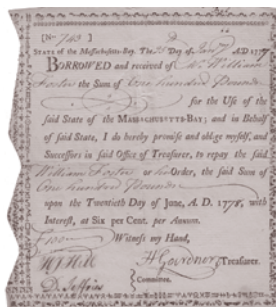 [No 743 ]
STATE of the Massachusetts-Bay. The 25 Day of Jany A.D. 1777
BORROWED and received of Mr William
Foster the Sum of One hundred Pounds
for the Use of the
said State of the MASSACHUSETTS-BAY; and in Behalf
of said State, I do hereby promise and oblige myself, and
Successors in said Office of Treasurer, to repay the said
William Foster or his Order, the said Sum of
One hundred Pounds
upon the Twentieth Day of June, A. D. 1778, with
Interest, at Six per Cent. per Annum.
Witness my Hand,
H Gardner Treasurer.
D. Jeffries } Committee.